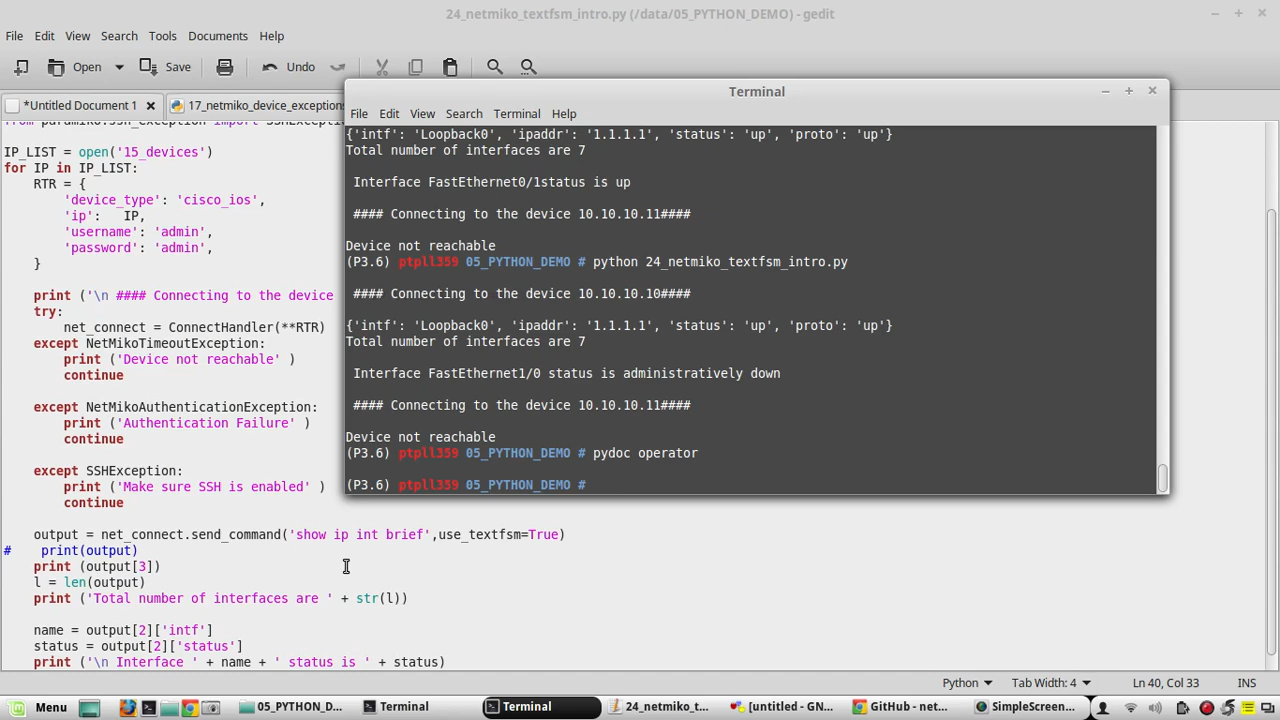 24_netmiko_textfsm_intro.py (/data/05_PYTHON_DEMO) - gedit
File Edit View Search Tools Documents Help
Open Save Undo
*Untitled Document 1 17_netmiko_device_exceptions
from paramiko.ssh_exception import SSHException
IP_LIST = open('15_devices')
for IP in IP_LIST:
RTR = {
'device_type': 'cisco_ios',
'ip': IP,
'username': 'admin',
'password': 'admin',
}
print ('\n #### Connecting to the device
try:
net_connect = ConnectHandler(**RTR)
except NetMikoTimeoutException:
print ('Device not reachable' )
continue
except NetMikoAuthenticationException:
print ('Authentication Failure' )
continue
except SSHException:
print ('Make sure SSH is enabled' )
continue
output = net_connect.send_command('show ip int brief',use_textfsm=True)
# print(output)
print (output[3])
l = len(output)
print ('Total number of interfaces are ' + str(l))
name = output[2]['intf']
status = output[2]['status']
print ('\n Interface ' + name + ' status is ' + status)
Terminal
File Edit View Search Terminal Help
{'intf': 'Loopback0', 'ipaddr': '1.1.1.1', 'status': 'up', 'proto': 'up'}
Total number of interfaces are 7
Interface FastEthernet0/1status is up
#### Connecting to the device 10.10.10.11####
Device not reachable
(P3.6) ptpll359 05_PYTHON_DEMO # python 24_netmiko_textfsm_intro.py
#### Connecting to the device 10.10.10.10####
{'intf': 'Loopback0', 'ipaddr': '1.1.1.1', 'status': 'up', 'proto': 'up'}
Total number of interfaces are 7
Interface FastEthernet1/0 status is administratively down
#### Connecting to the device 10.10.10.11####
Device not reachable
(P3.6) ptpll359 05_PYTHON_DEMO # pydoc operator
(P3.6) ptpll359 05_PYTHON_DEMO #
Python Tab Width: 4 Ln 40, Col 33 INS
Menu 05_PYTHON_D... Terminal Terminal 24_netmiko_t... [untitled - GN... GitHub - net... SimpleScreen...